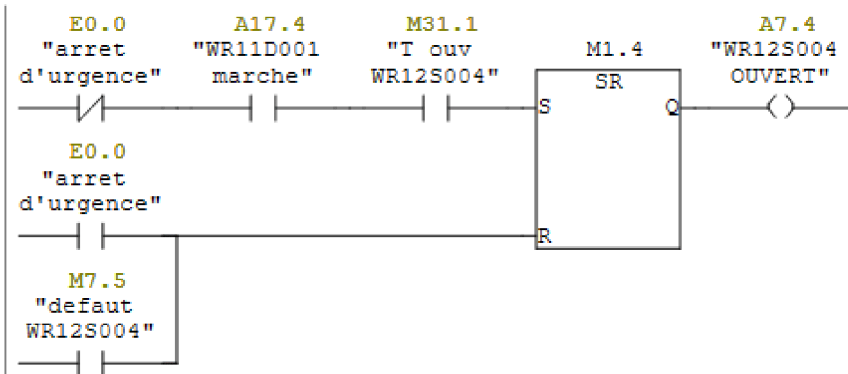 E0.0 A17.4 M31.1 A7.4
"arret "WR11D001 "T ouv M1.4 "WR12S004
d'urgence" marche" WR12S004" SR OUVERT"
S Q
E0.0
"arret
d'urgence"
R
M7.5
"defaut
WR12S004"